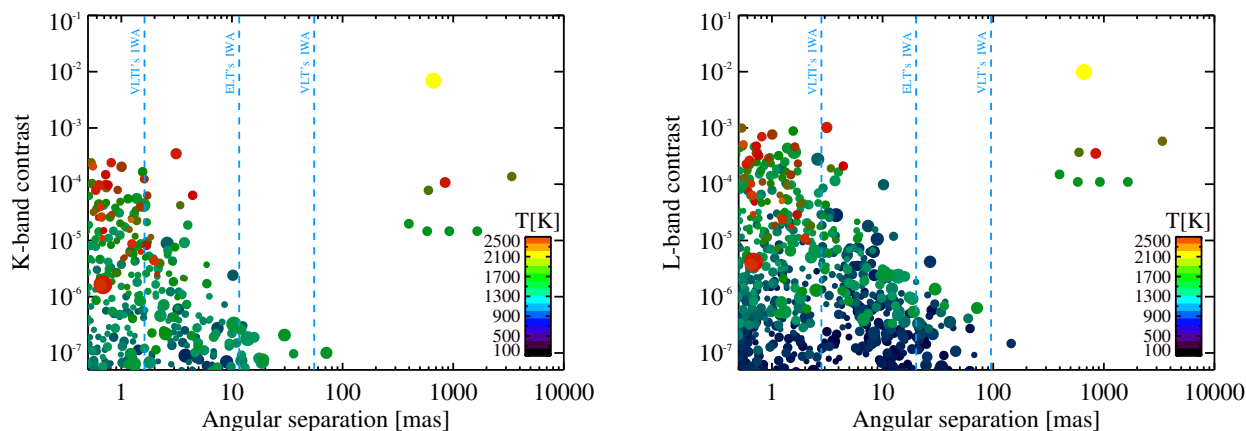 K-band contrast
10⁻¹
10⁻²
10⁻³
10⁻⁴
10⁻⁵
10⁻⁶
10⁻⁷
VLTI's IWA
ELT's IWA
VLT's IWA
T[K]
2500
2100
1700
1300
900
500
100
1 10 100 1000 10000
Angular separation [mas]
L-band contrast
10⁻¹
10⁻²
10⁻³
10⁻⁴
10⁻⁵
10⁻⁶
10⁻⁷
VLTI's IWA
ELT's IWA
VLT's IWA
T[K]
2500
2100
1700
1300
900
500
100
1 10 100 1000 10000
Angular separation [mas]